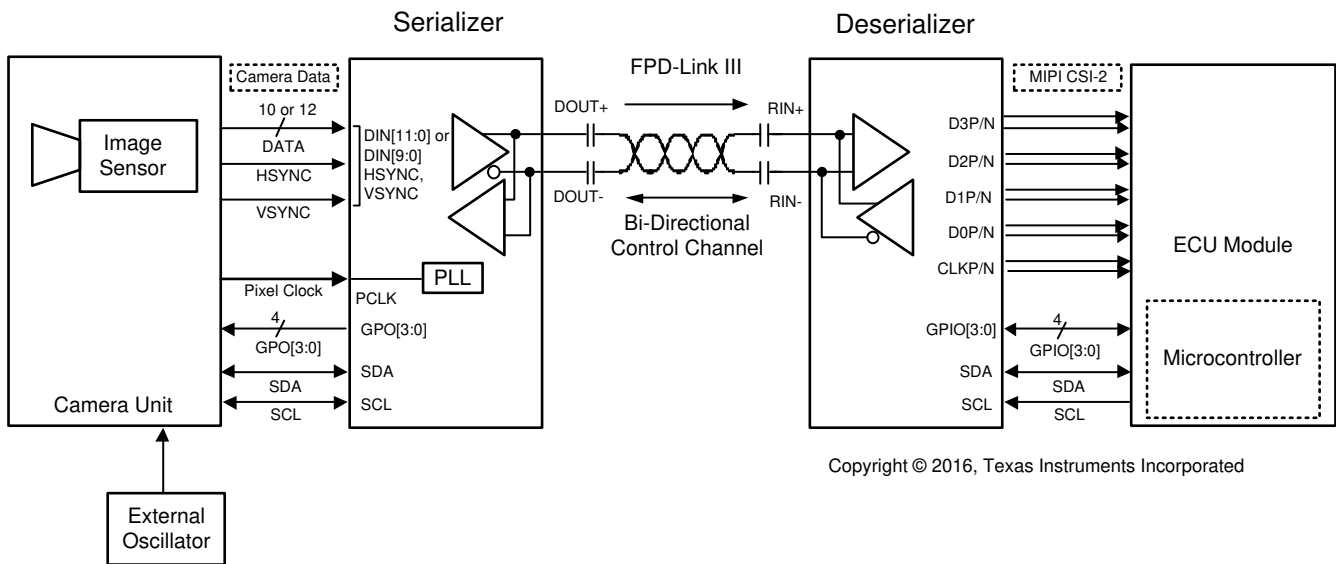 Serializer
Deserializer
Camera Data
FPD-Link III
MIPI CSI-2
Image
Sensor
10 or 12
DATA
HSYNC
VSYNC
DIN[11:0] or
DIN[9:0]
HSYNC,
VSYNC
DOUT+
DOUT-
RIN+
RIN-
Bi-Directional
Control Channel
D3P/N
D2P/N
D1P/N
D0P/N
CLKP/N
ECU Module
Pixel Clock
PCLK
PLL
4
GPO[3:0]
GPO[3:0]
SDA
SDA
SCL
SCL
Camera Unit
GPIO[3:0]
4
GPIO[3:0]
SDA
SDA
SCL
SCL
Microcontroller
Copyright © 2016, Texas Instruments Incorporated
External
Oscillator